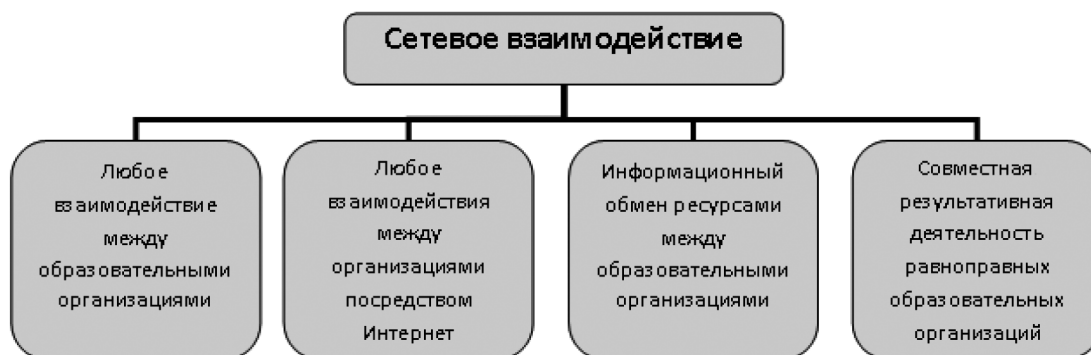 Сетевое взаимодействие
Любое
взаимодействие
между
образовательными
организациями
Любое
взаимодействия
между
организациями
посредством
Интернет
Информационный
обмен ресурсами
между
образовательными
организациями
Совместная
результативная
деятельность
равноправных
образовательных
организаций